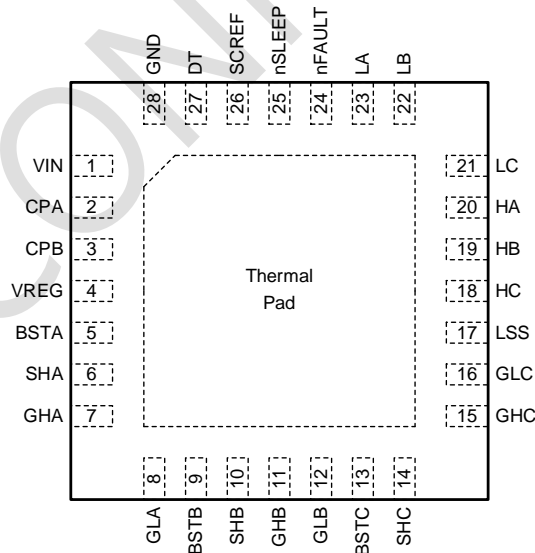 GND
DT
SCREF
nSLEEP
nFAULT
LA
LB
28
27
26
25
24
23
22
VIN 1
CPA 2
CPB 3
VREG 4
BSTA 5
SHA 6
GHA 7
Thermal
Pad
21 LC
20 HA
19 HB
18 HC
17 LSS
16 GLC
15 GHC
8
9
10
11
12
13
14
GLA
BSTB
SHB
GHB
GLB
BSTC
SHC